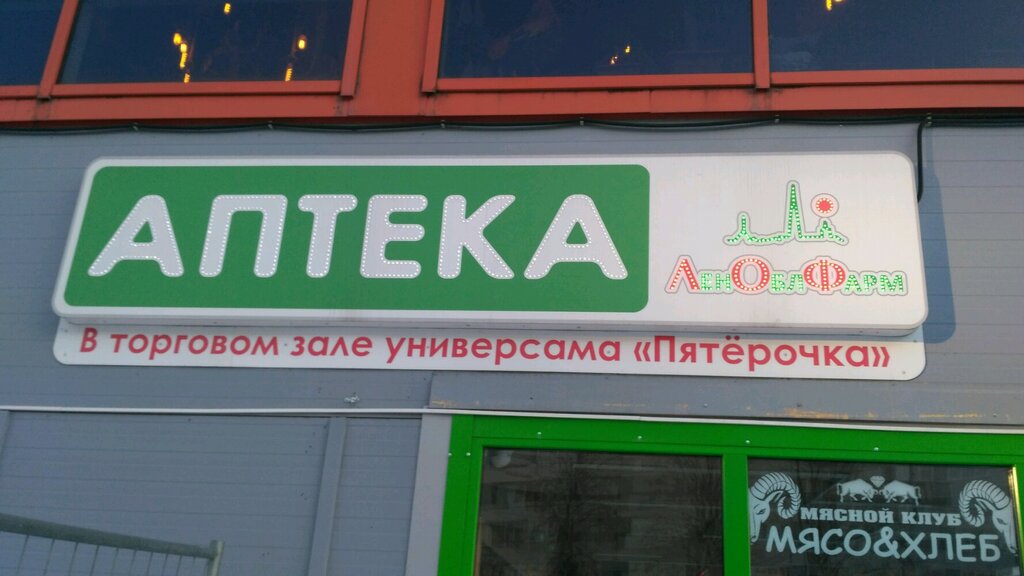 АПТЕКА
ЛенОблФарм
В торговом зале универсама «Пятёрочка»
МЯСНОЙ КЛУБ
МЯСО&ХЛЕБ